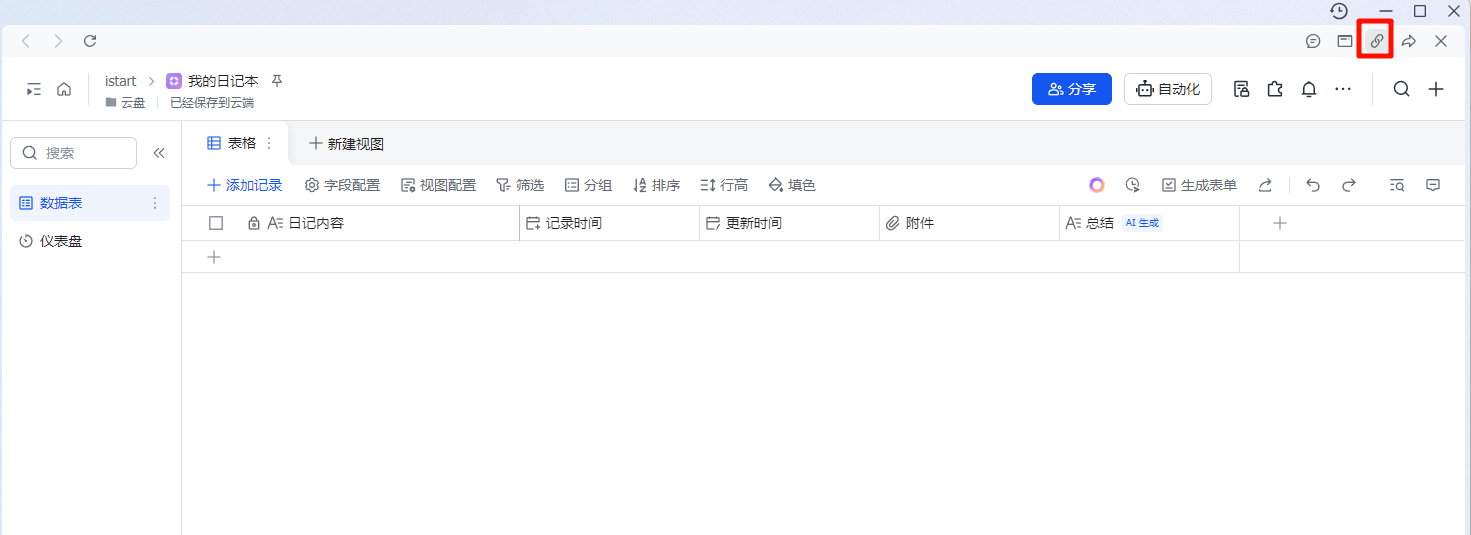 istart
我的日记本
云盘
已经保存到云端
分享
自动化
搜索
表格
新建视图
添加记录
字段配置
视图配置
筛选
分组
排序
行高
填色
生成表单
数据表
仪表盘
日记内容
记录时间
更新时间
附件
总结
AI 生成